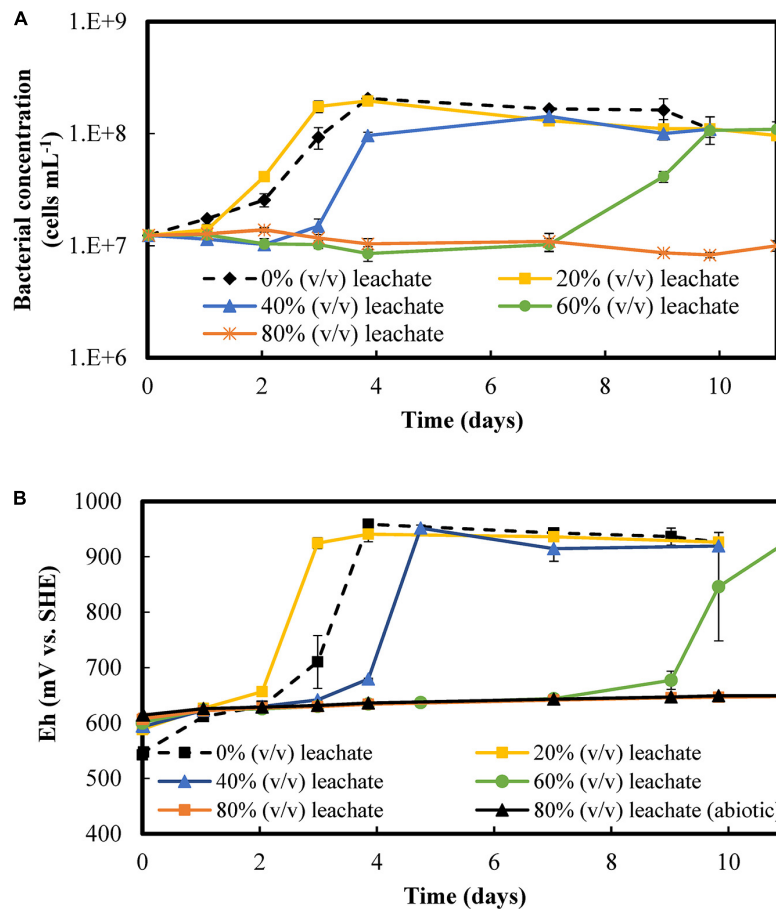 A
1.E+9
1.E+8
1.E+7
1.E+6
Bacterial concentration
(cells mL-1)
0% (v/v) leachate 20% (v/v) leachate
40% (v/v) leachate 60% (v/v) leachate
80% (v/v) leachate
0 2 4 6 8 10
Time (days)
B
1000
900
800
700
600
500
400
Eh (mV vs. SHE)
0% (v/v) leachate 20% (v/v) leachate
40% (v/v) leachate 60% (v/v) leachate
80% (v/v) leachate 80% (v/v) leachate (abiotic)
0 2 4 6 8 10
Time (days)